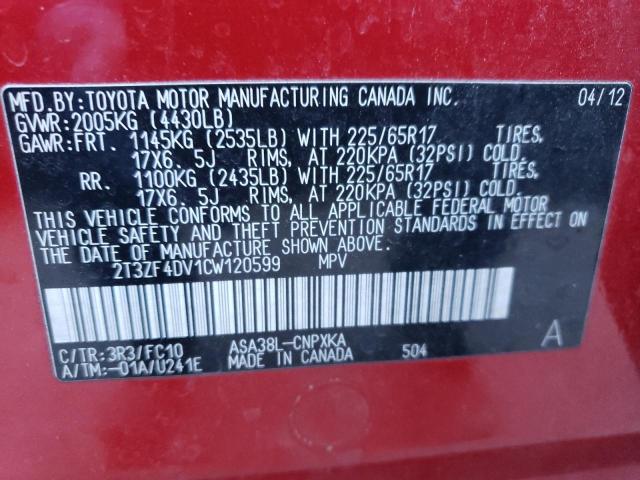 MFD.BY:TOYOTA MOTOR MANUFACTURING CANADA INC. 04/12
GVWR:2005KG (4430LB)
GAWR:FRT. 1145KG (2535LB) WITH 225/65R17 TIRES,
17X6. 5J RIMS, AT 220KPA (32PSI) COLD
RR. 1100KG (2435LB) WITH 225/65R17 TIRES,
17X6. 5J RIMS, AT 220KPA (32PSI) COLD.
THIS VEHICLE CONFORMS TO ALL APPLICABLE FEDERAL MOTOR
VEHICLE SAFETY AND THEFT PREVENTION STANDARDS IN EFFECT ON
THE DATE OF MANUFACTURE SHOWN ABOVE.
2T3ZF4DV1CW120599 MPV
C/TR:3R3/FC10 ASA38L-CNPXKA A
A/TM:-01A/U241E MADE IN CANADA 504